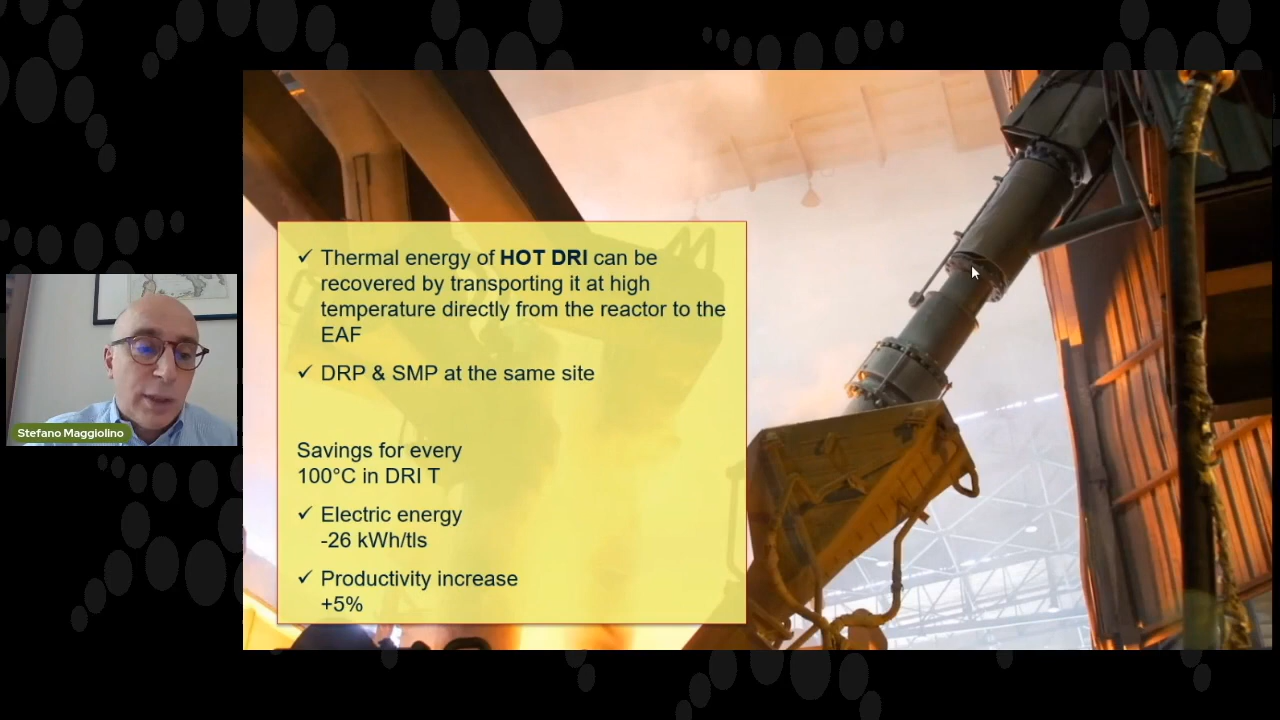 ✓ Thermal energy of HOT DRI can be
recovered by transporting it at high
temperature directly from the reactor to the
EAF
✓ DRP & SMP at the same site
Savings for every
100°C in DRI T
✓ Electric energy
-26 kWh/tls
✓ Productivity increase
+5%
Stefano Maggiolino